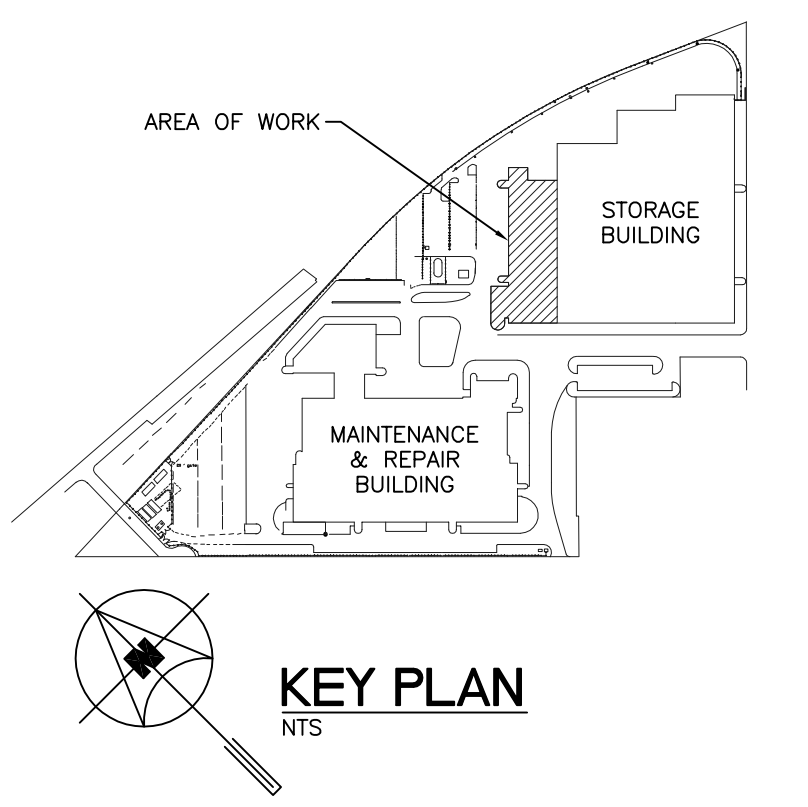 AREA OF WORK
STORAGE
BUILDING
MAINTENANCE
& REPAIR
BUILDING
N
KEY PLAN
NTS